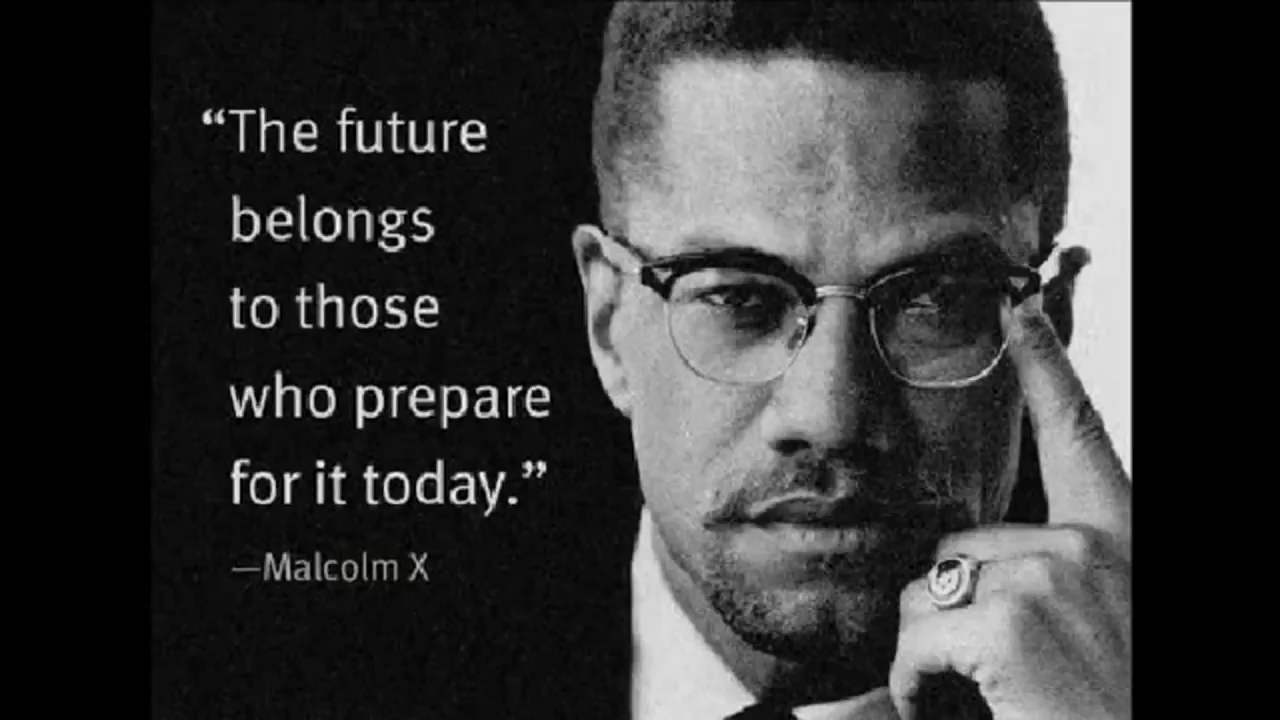 “The future
belongs
to those
who prepare
for it today.”
—Malcolm X